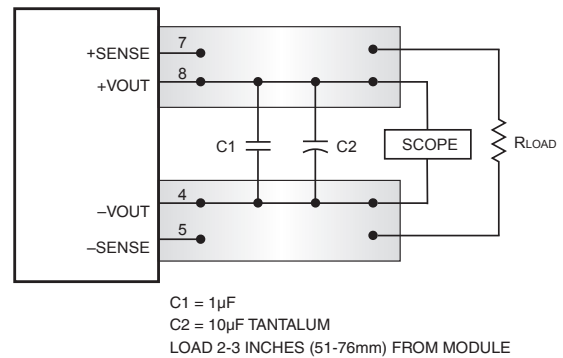 +SENSE 7
+VOUT 8
C1 C2 SCOPE RLOAD
–VOUT 4
–SENSE 5
C1 = 1µF
C2 = 10µF TANTALUM
LOAD 2-3 INCHES (51-76mm) FROM MODULE